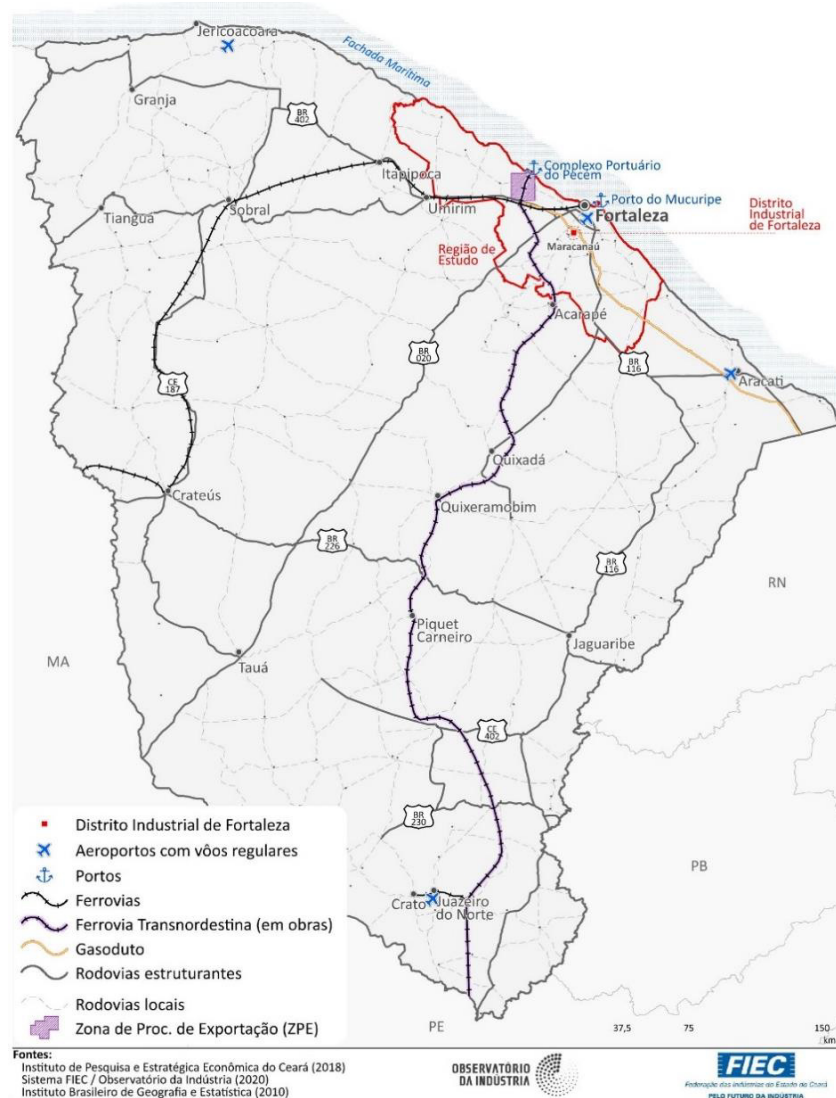 Jericoacoara
Fachada Marítima
Granja
BR
402
Itapipoca
Complexo Portuário
do Pecém
Tianguá
Sobral
Umirim
Porto do Mucuripe
Fortaleza
Distrito
Industrial
de Fortaleza
Região de
Estudo
Maracanaú
Acarapé
BR
020
BR
116
Aracati
CE
187
Quixadá
Crateús
Quixeramobim
BR
226
BR
116
RN
Piquet
Carneiro
Jaguaribe
MA
Tauá
CE
402
BR
230
PB
Crato
Juazeiro
do Norte
PE
Distrito Industrial de Fortaleza
Aeroportos com vôos regulares
Portos
Ferrovias
Ferrovia Transnordestina (em obras)
Gasoduto
Rodovias estruturantes
Rodovias locais
Zona de Proc. de Exportação (ZPE)
37,5 75 150
km
Fontes:
Instituto de Pesquisa e Estratégica Econômica do Ceará (2018)
Sistema FIEC / Observatório da Indústria (2020)
Instituto Brasileiro de Geografia e Estatística (2010)
OBSERVATÓRIO
DA INDÚSTRIA
FIEC
Federação das Indústrias do Estado do Ceará
PELO FUTURO DA INDÚSTRIA